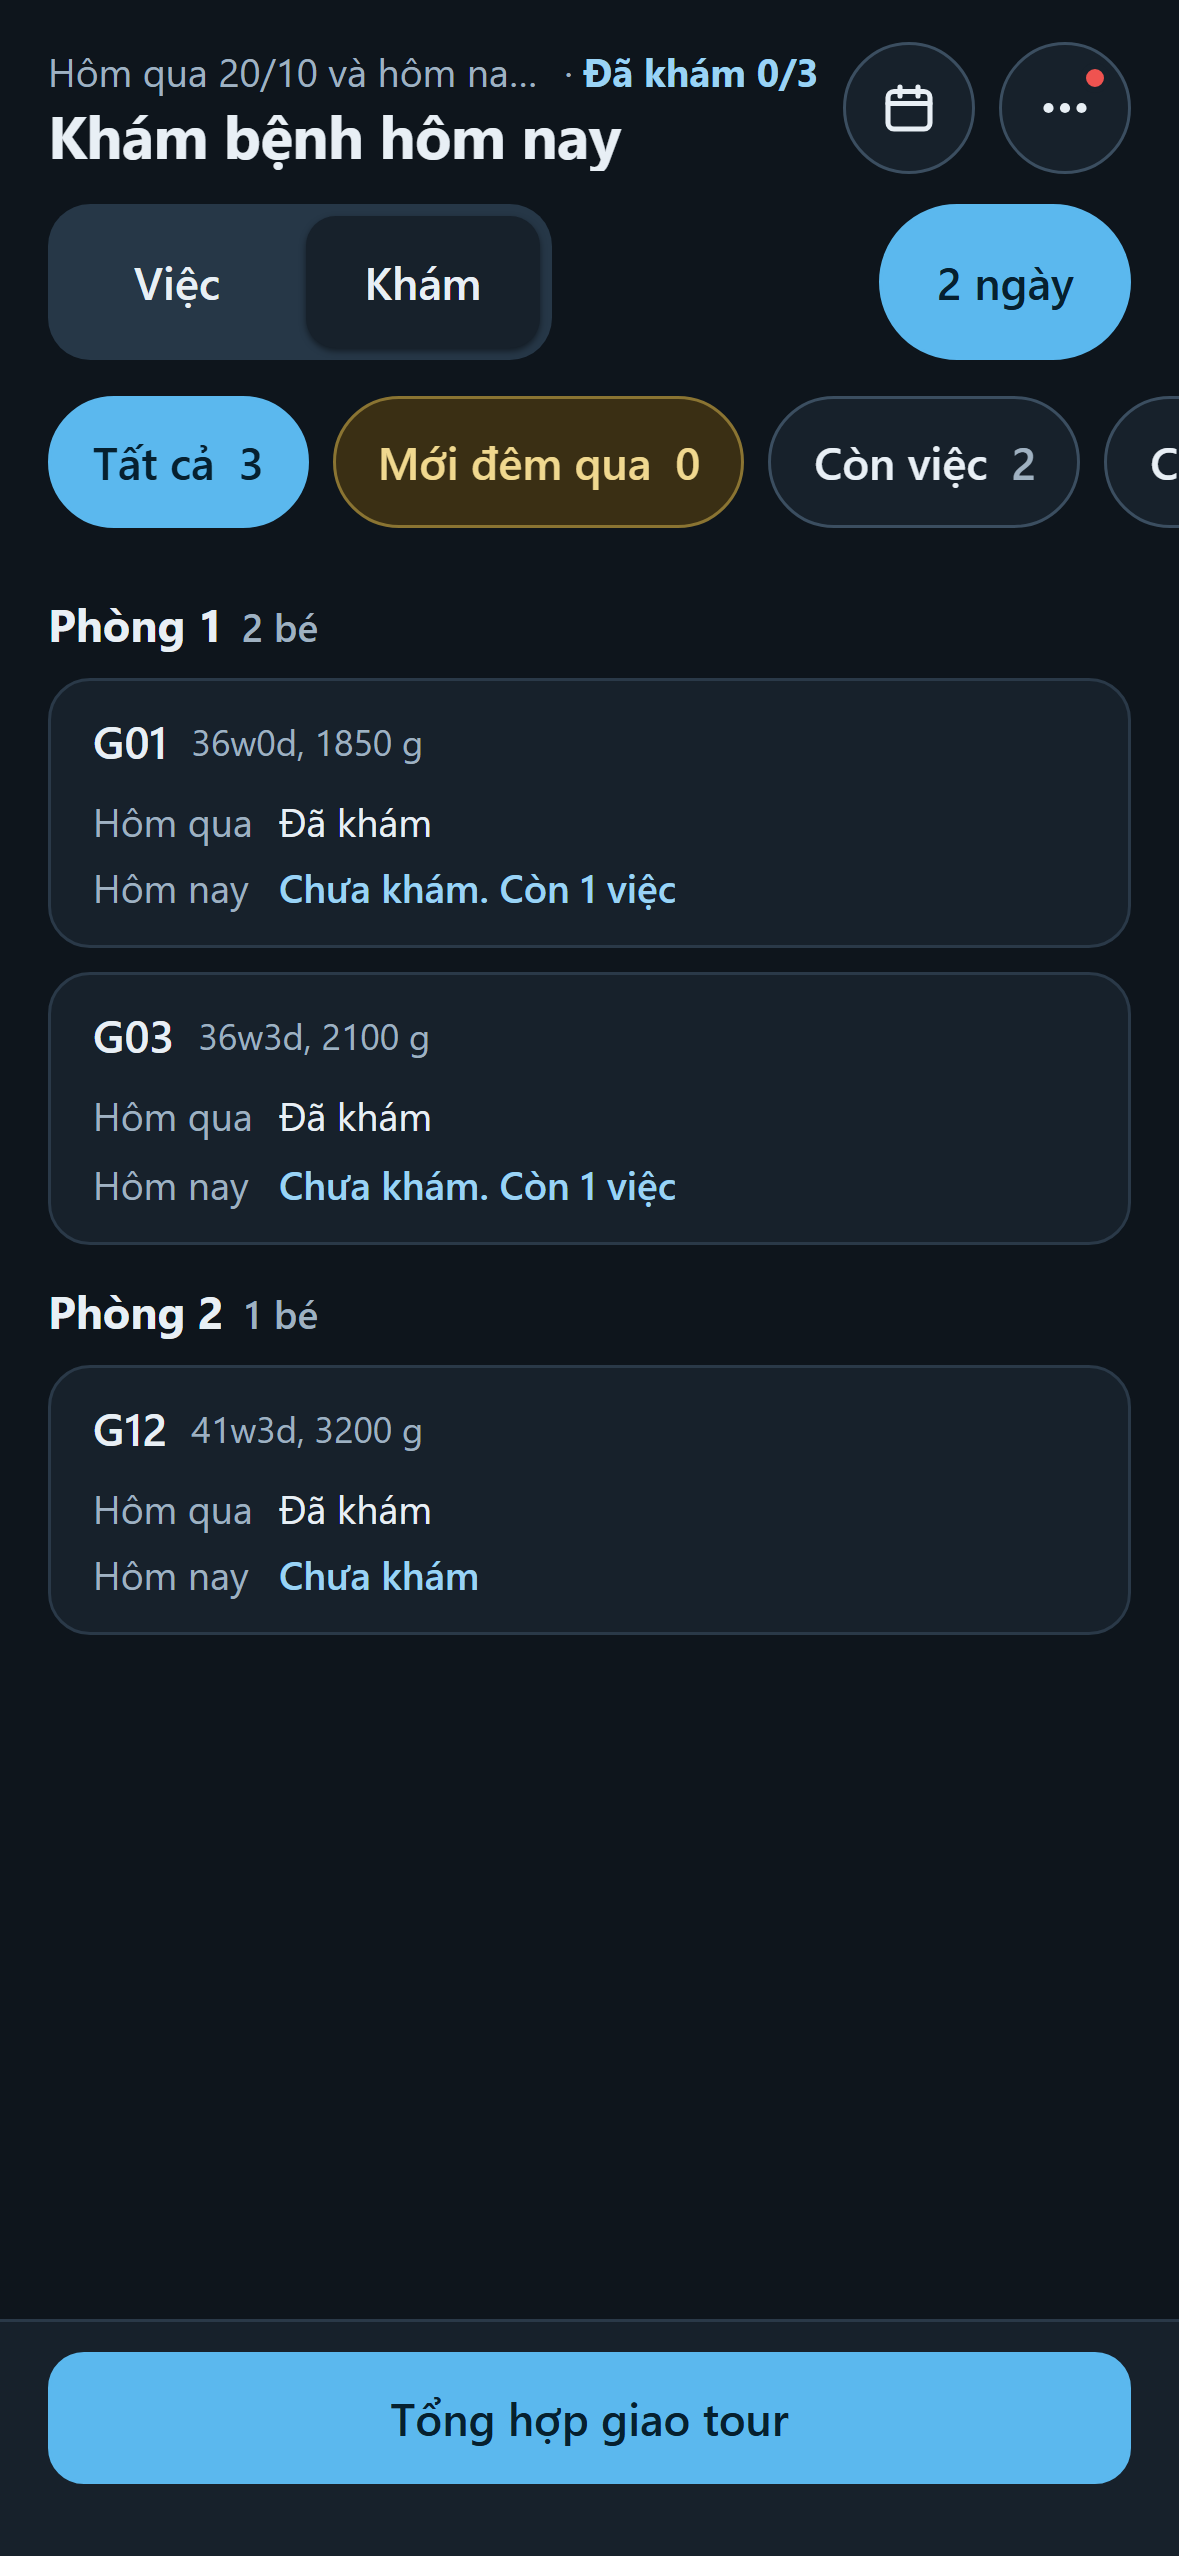 Hôm qua 20/10 và hôm na... · Đã khám 0/3
Khám bệnh hôm nay
Việc Khám 2 ngày
Tất cả 3 Mới đêm qua 0 Còn việc 2 C
Phòng 1 2 bé
G01 36w0d, 1850 g
Hôm qua Đã khám
Hôm nay Chưa khám. Còn 1 việc
G03 36w3d, 2100 g
Hôm qua Đã khám
Hôm nay Chưa khám. Còn 1 việc
Phòng 2 1 bé
G12 41w3d, 3200 g
Hôm qua Đã khám
Hôm nay Chưa khám
Tổng hợp giao tour